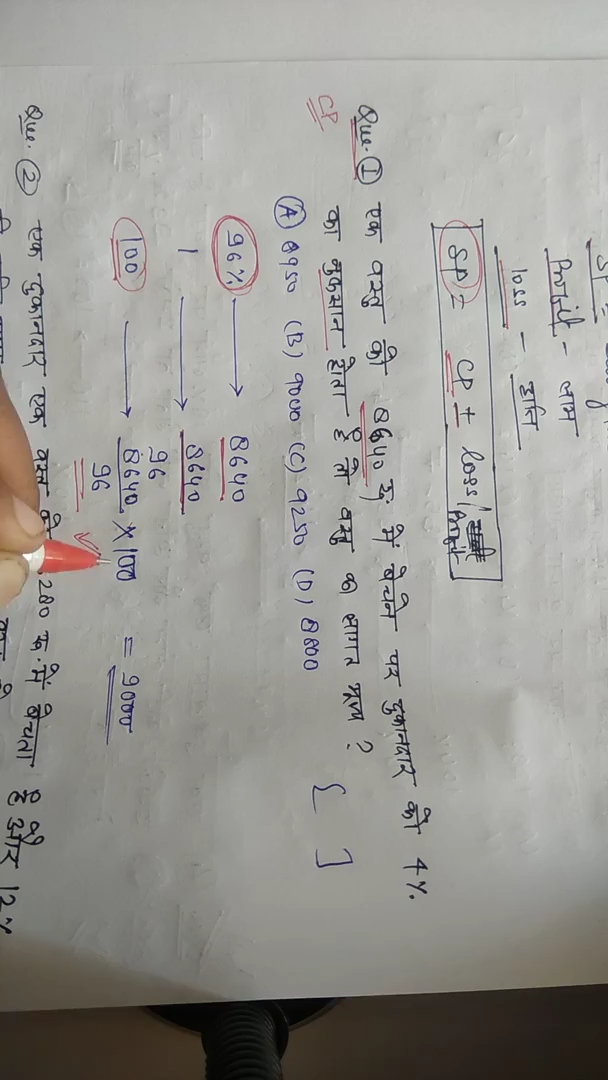 SP =
Profit - लाभ
loss - हानि
SP = CP ± loss/Profit
Que. ① एक वस्तु को 8640 रु में बेचने पर दुकानदार को 4%
CP
का नुकसान होता है तो वस्तु का लागत मूल्य ?
[ ]
(A) 8950 (B) 9000 (C) 9250 (D) 8800
96% → 8640
1 → 8640/96
100 → 8640/96 × 100 = 9000
Que. ② एक दुकानदार एक वस्तु 280 रु. में बेचता है और 12%